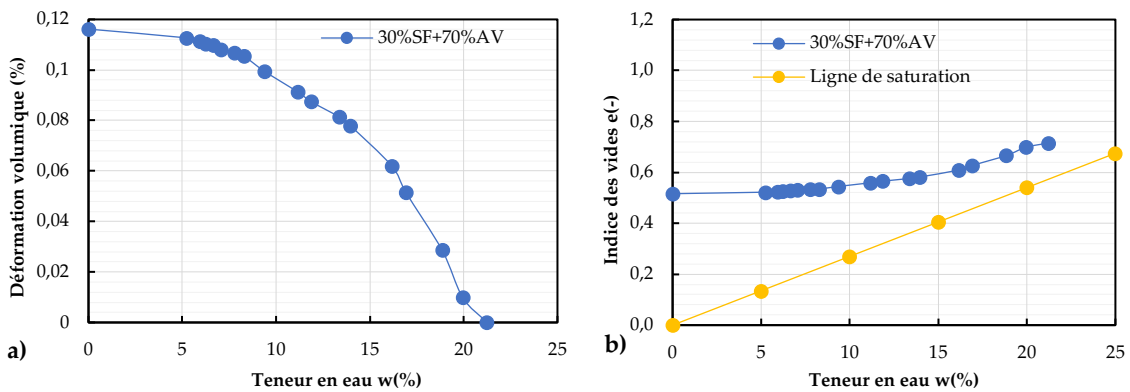 0,12
0,1
0,08
0,06
0,04
0,02
0
Déformation volumique (%)
30%SF+70%AV
0 5 10 15 20 25
Teneur en eau w(%)
a)
1,2
1,0
0,8
0,6
0,4
0,2
0,0
Indice des vides e(-)
30%SF+70%AV
Ligne de saturation
0 5 10 15 20 25
Teneur en eau w(%)
b)